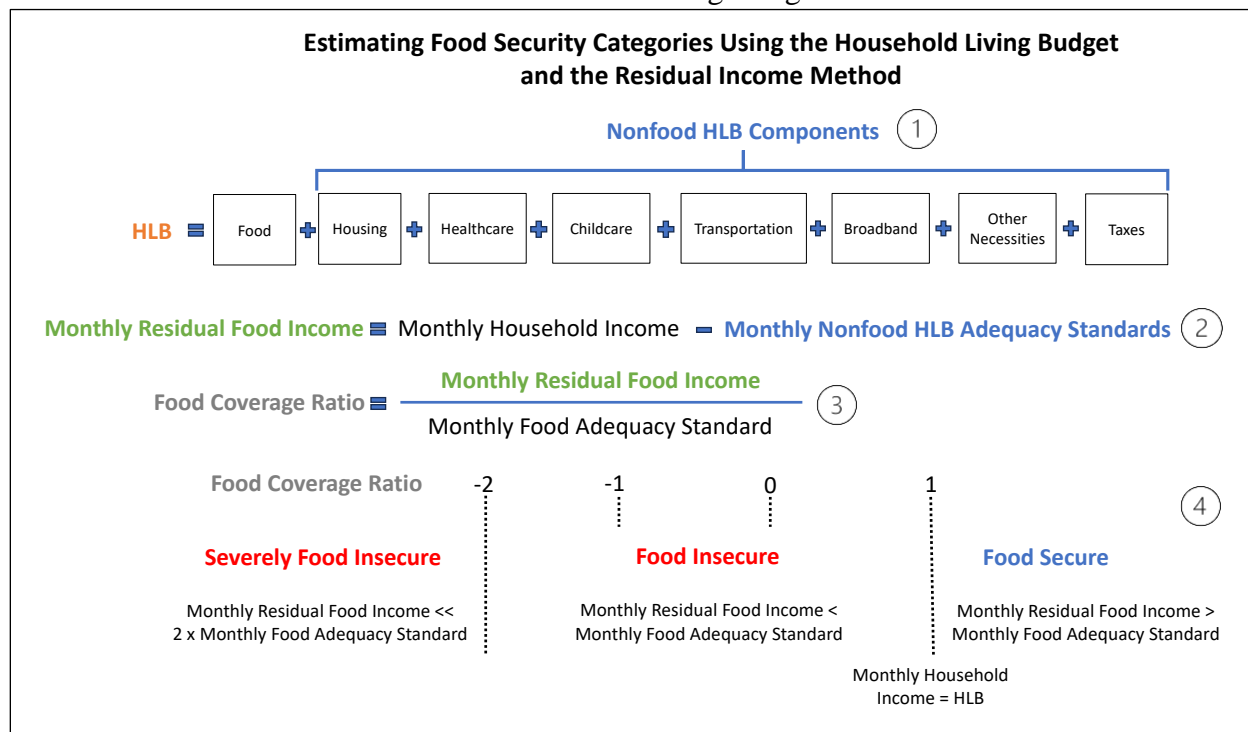 Estimating Food Security Categories Using the Household Living Budget
and the Residual Income Method
Nonfood HLB Components 1
HLB = Food + Housing + Healthcare + Childcare + Transportation + Broadband + Other Necessities + Taxes
Monthly Residual Food Income = Monthly Household Income - Monthly Nonfood HLB Adequacy Standards 2
Monthly Residual Food Income
Food Coverage Ratio = 3
Monthly Food Adequacy Standard
Food Coverage Ratio -2 -1 0 1
4
Severely Food Insecure Food Insecure Food Secure
Monthly Residual Food Income <<
2 x Monthly Food Adequacy Standard
Monthly Residual Food Income <
Monthly Food Adequacy Standard
Monthly Residual Food Income >
Monthly Food Adequacy Standard
Monthly Household
Income = HLB